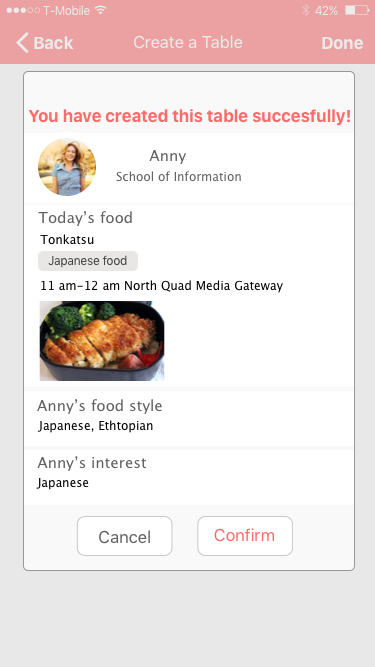 T-Mobile 42%
Back Create a Table Done
You have created this table succesfully!
Anny
School of Information
Today's food
Tonkatsu
Japanese food
11 am-12 am North Quad Media Gateway
Anny's food style
Japanese, Ethtopian
Anny's interest
Japanese
Cancel Confirm